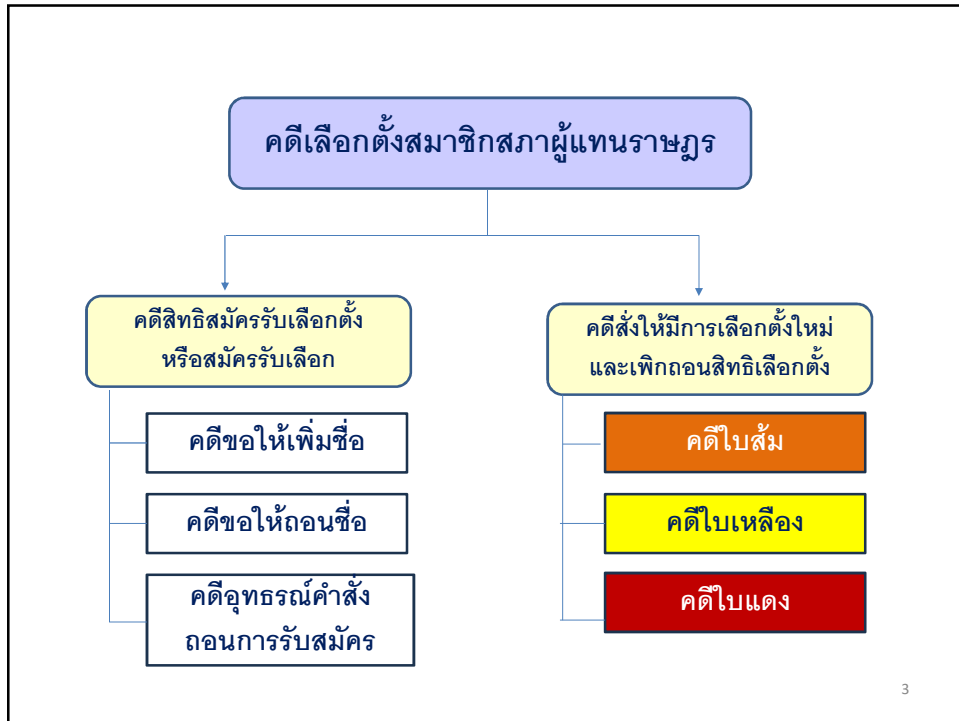 คดีเลือกตั้งสมาชิกสภาผู้แทนราษฎร
คดีสิทธิสมัครรับเลือกตั้ง
หรือสมัครรับเลือก
คดีขอให้เพิ่มชื่อ
คดีขอให้ถอนชื่อ
คดีอุทธรณ์คำสั่ง
ถอนการรับสมัคร
คดีสั่งให้มีการเลือกตั้งใหม่
และเพิกถอนสิทธิเลือกตั้ง
คดีใบส้ม
คดีใบเหลือง
คดีใบแดง
3